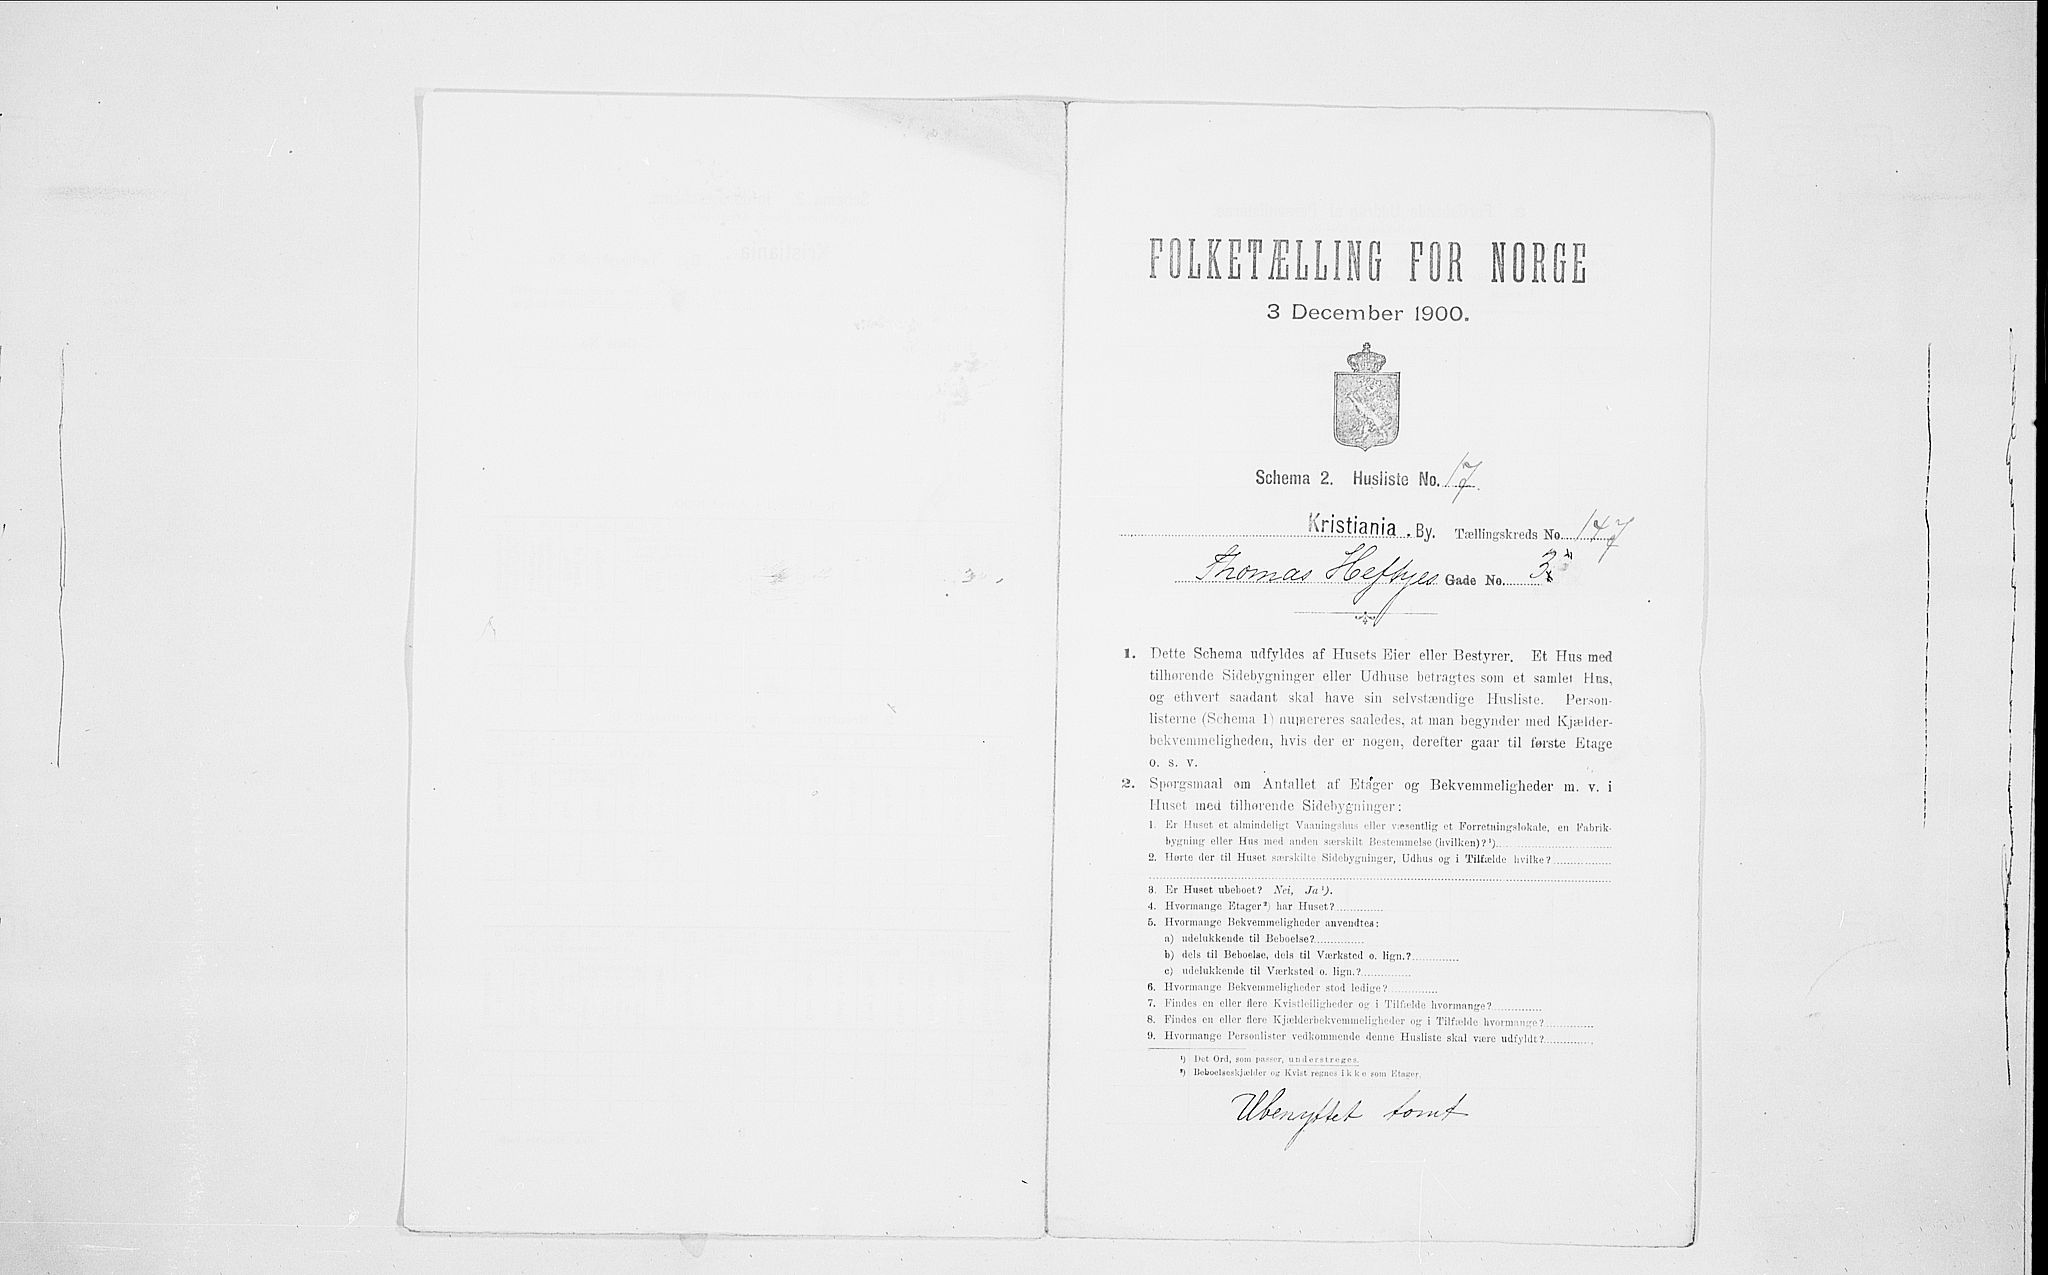 FOLKETÆLLING FOR NORGE
3 December 1900.
Schema 2. Husliste No. 17
Kristiania. By. Tællingskreds No. 147
Thomas Heftyes Gade No. 3
1. Dette Schema udfyldes af Husets Eier eller Bestyrer. Et Hus med
tilhørende Sidebygninger eller Udhuse betragtes som et samlet Hus,
og ethvert saadant skal have sin selvstændige Husliste. Person-
listerne (Schema 1) numereres saaledes, at man begynder med Kjælder-
bekvemmeligheden, hvis der er nogen, derefter gaar til første Etage
o. s. v.
2. Spørgsmaal om Antallet af Etager og Bekvemmeligheder m. v. i
Huset med tilhørende Sidebygninger:
1. Er Huset et almindeligt Vaaningshus eller væsentlig et Forretningslokale, en Fabrik-
bygning eller Hus med anden særskilt Bestemmelse (hvilken)?¹)
2. Hørte der til Huset særskilte Sidebygninger, Udhus og i Tilfælde hvilke?
3. Er Huset ubeboet? Nei, Ja¹).
4. Hvormange Etager²) har Huset?
5. Hvormange Bekvemmeligheder anvendtes:
a) udelukkende til Beboelse?
b) dels til Beboelse, dels til Værksted o. lign.?
c) udelukkende til Værksted o. lign.?
6. Hvormange Bekvemmeligheder stod ledige?
7. Findes en eller flere Kvistleiligheder og i Tilfælde hvormange?
8. Findes en eller flere Kjælderbekvemmeligheder og i Tilfælde hvormange?
9. Hvormange Personlister vedkommende denne Husliste skal være udfyldt?
¹) Det Ord, som passer, understreges.
²) Beboelseskjælder og Kvist regnes ikke som Etager.
Ubenyttet tomt